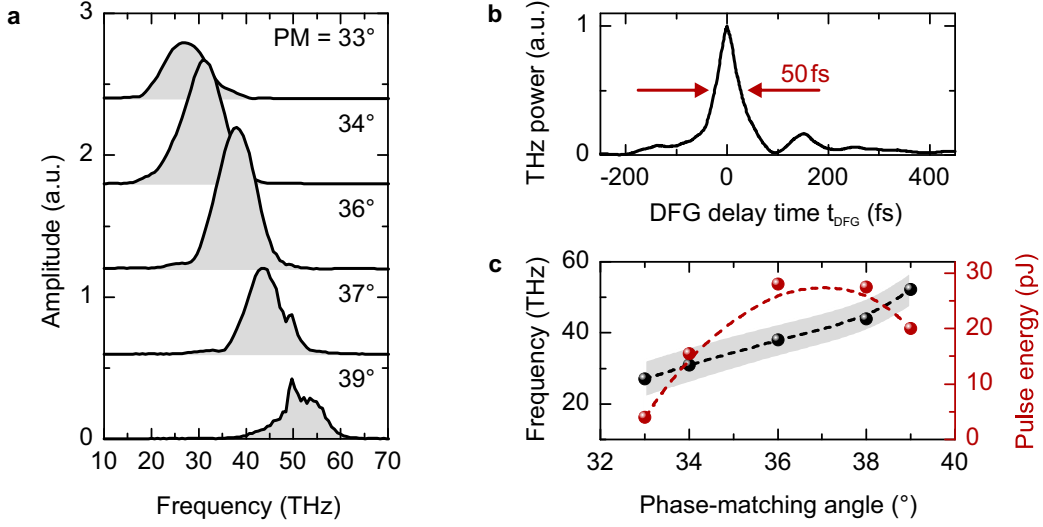 a
3
2
1
0
Amplitude (a.u.)
PM = 33°
34°
36°
37°
39°
10 20 30 40 50 60 70
Frequency (THz)
b
1
0
THz power (a.u.)
50 fs
-200 0 200 400
DFG delay time tDFG (fs)
c
60
40
20
Frequency (THz)
30
20
10
0
Pulse energy (pJ)
32 34 36 38 40
Phase-matching angle (°)